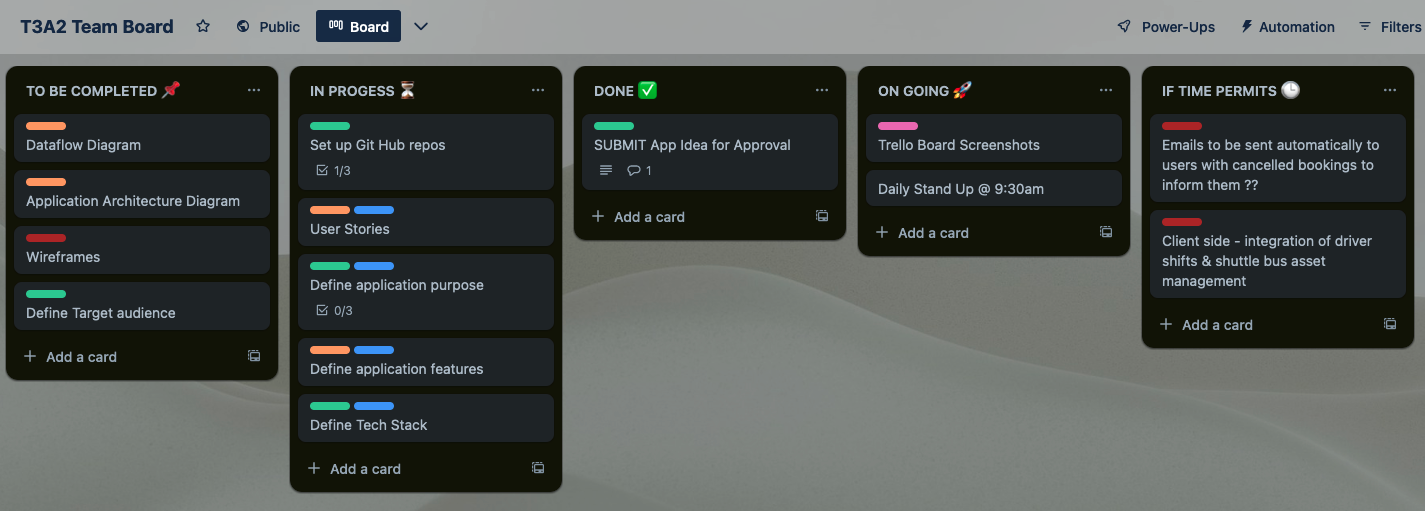 T3A2 Team Board
Public
Board
Power-Ups
Automation
Filters
TO BE COMPLETED 📌
Dataflow Diagram
Application Architecture Diagram
Wireframes
Define Target audience
+ Add a card
IN PROGESS ⏳
Set up Git Hub repos
1/3
User Stories
Define application purpose
0/3
Define application features
Define Tech Stack
+ Add a card
DONE ✅
SUBMIT App Idea for Approval
1
+ Add a card
ON GOING 🚀
Trello Board Screenshots
Daily Stand Up @ 9:30am
+ Add a card
IF TIME PERMITS 🕒
Emails to be sent automatically to
users with cancelled bookings to
inform them ??
Client side - integration of driver
shifts & shuttle bus asset
management
+ Add a card